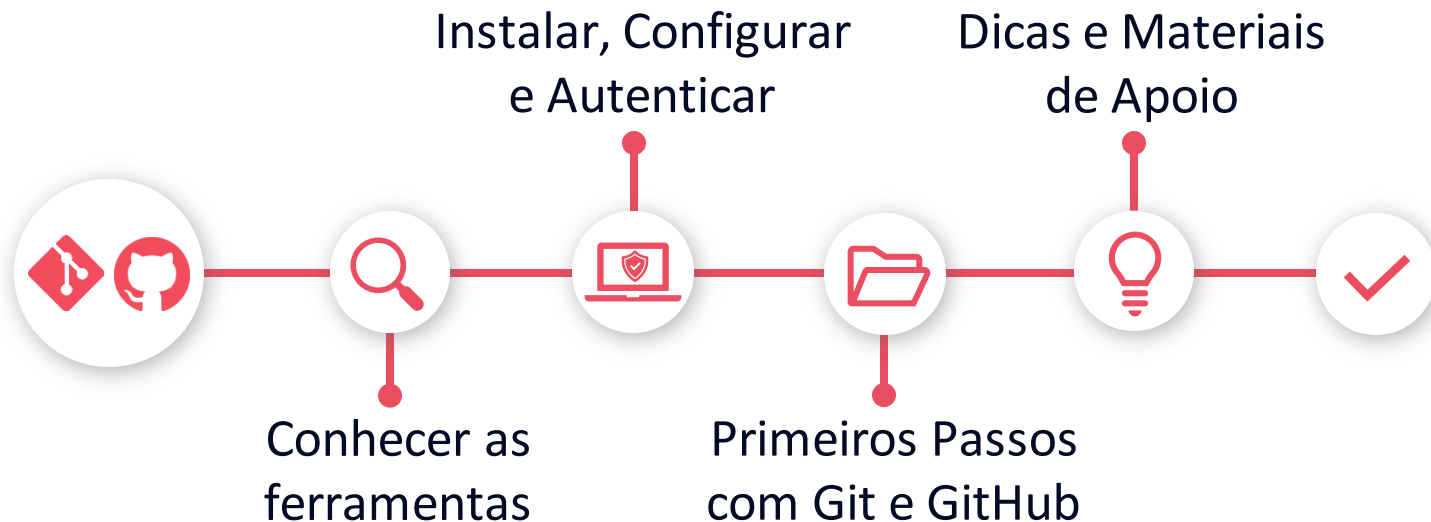 Instalar, Configurar
e Autenticar
Dicas e Materiais
de Apoio
Conhecer as
ferramentas
Primeiros Passos
com Git e GitHub